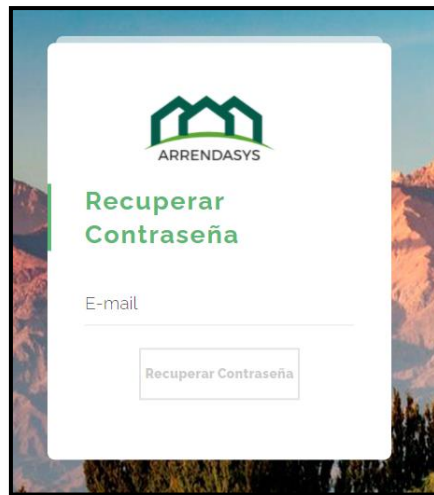 ARRENDASYS
Recuperar
Contraseña
E-mail
Recuperar Contraseña